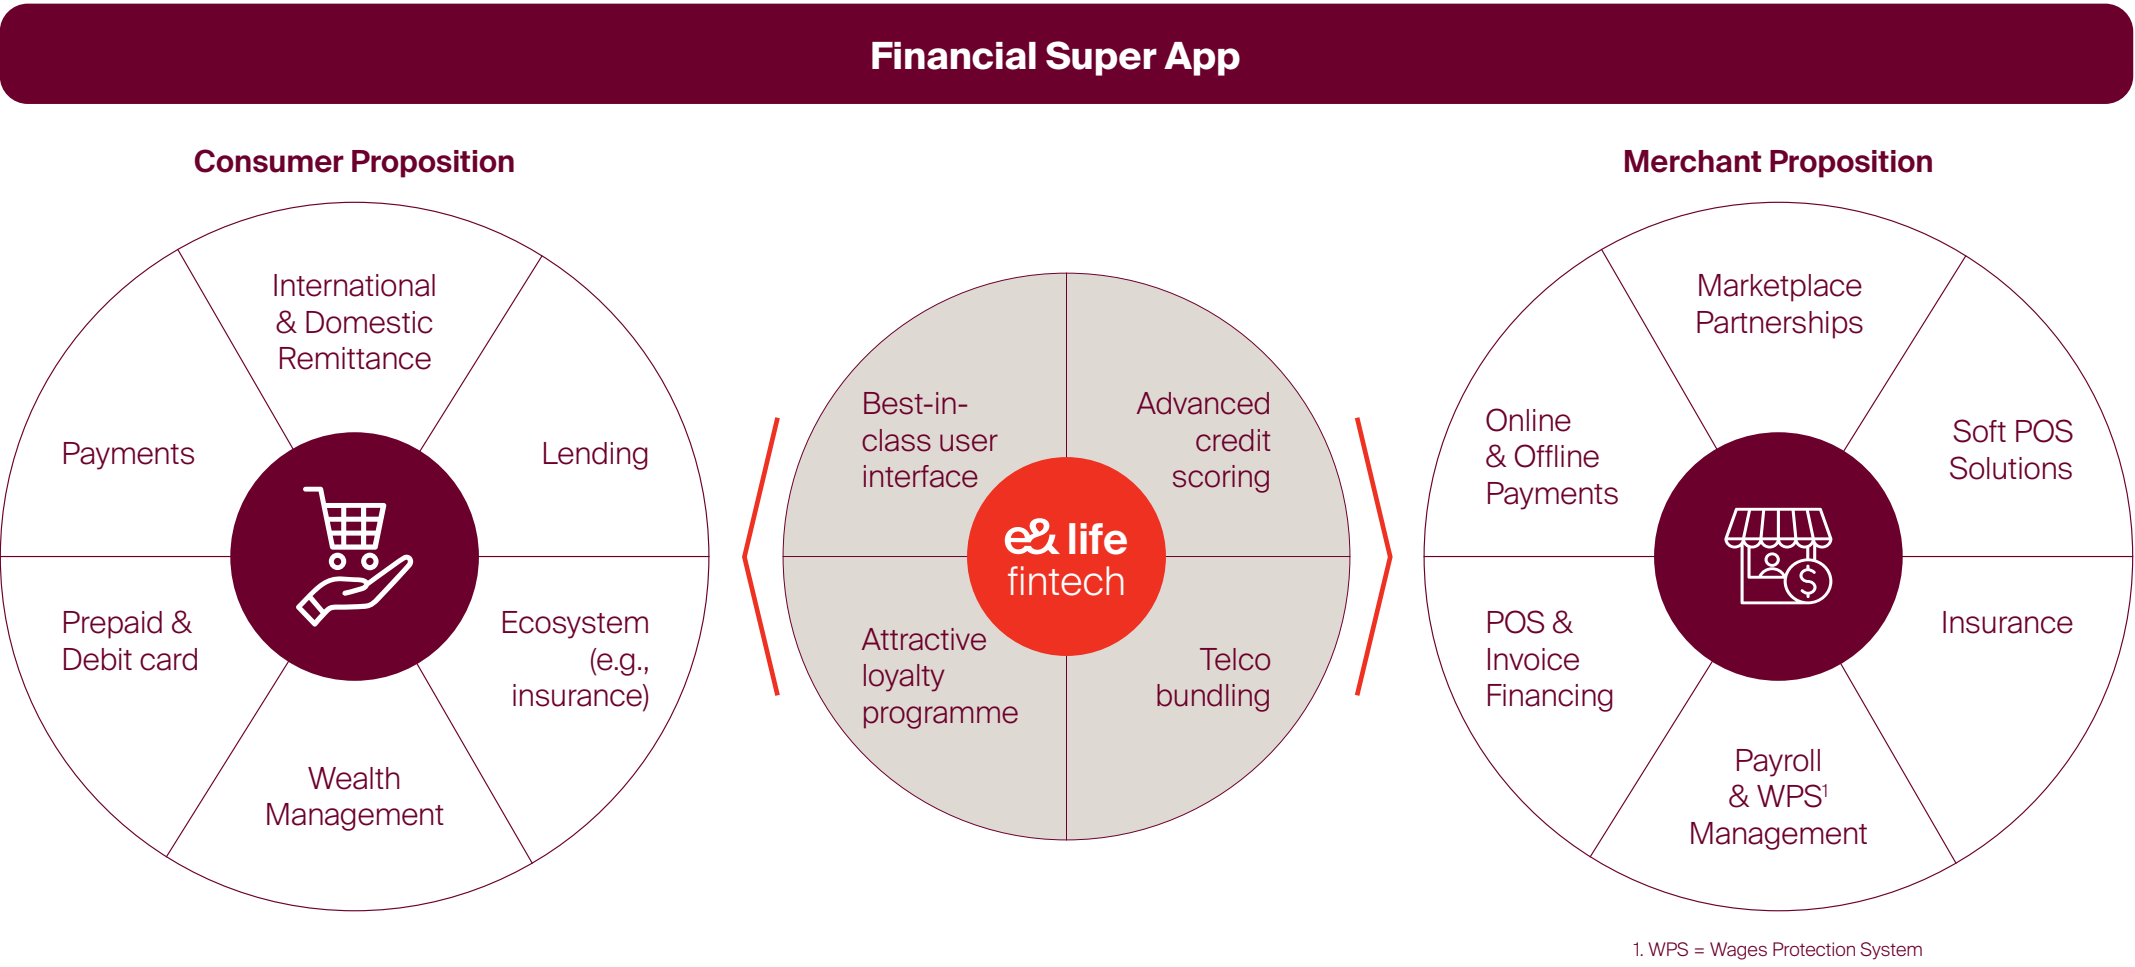 Financial Super App
Consumer Proposition
International
& Domestic
Remittance
Payments
Lending
Prepaid &
Debit card
Ecosystem
(e.g.,
insurance)
Wealth
Management
Best-in-
class user
interface
Advanced
credit
scoring
e& life
fintech
Attractive
loyalty
programme
Telco
bundling
Merchant Proposition
Marketplace
Partnerships
Online
& Offline
Payments
Soft POS
Solutions
POS &
Invoice
Financing
Insurance
Payroll
& WPS¹
Management
$
1. WPS = Wages Protection System